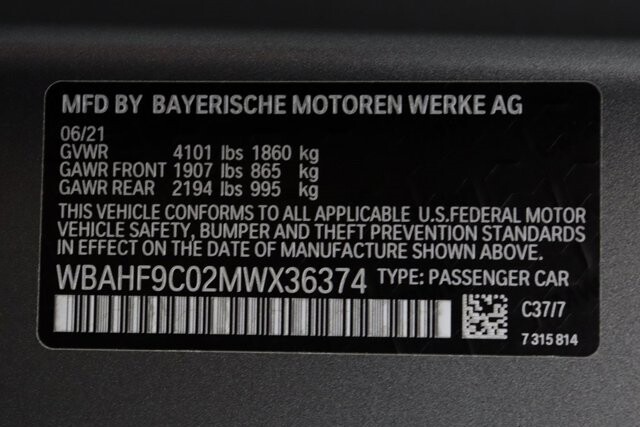 MFD BY BAYERISCHE MOTOREN WERKE AG
06/21
GVWR 4101 lbs 1860 kg
GAWR FRONT 1907 lbs 865 kg
GAWR REAR 2194 lbs 995 kg
THIS VEHICLE CONFORMS TO ALL APPLICABLE U.S.FEDERAL MOTOR
VEHICLE SAFETY, BUMPER AND THEFT PREVENTION STANDARDS
IN EFFECT ON THE DATE OF MANUFACTURE SHOWN ABOVE.
WBAHF9C02MWX36374 TYPE: PASSENGER CAR
C37/7
7 315 814